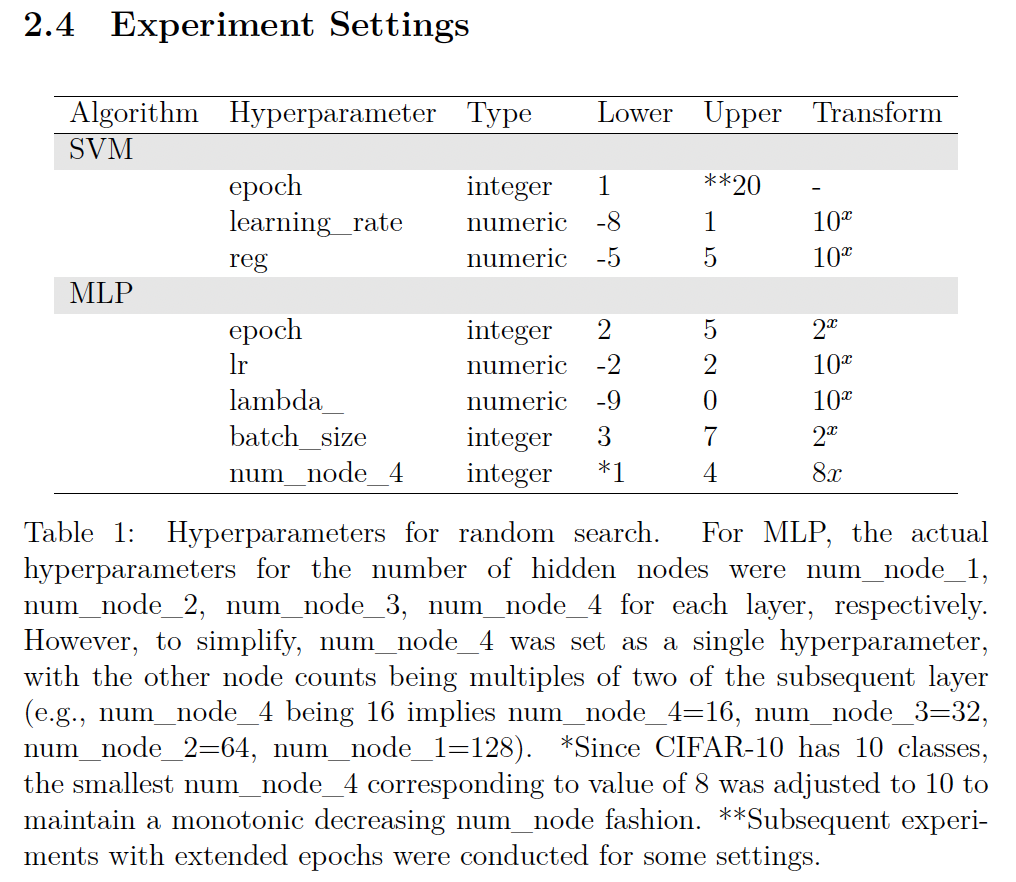 2.4 Experiment Settings
Algorithm Hyperparameter Type Lower Upper Transform
SVM
epoch integer 1 **20 -
learning_rate numeric -8 1 10^x
reg numeric -5 5 10^x
MLP
epoch integer 2 5 2^x
lr numeric -2 2 10^x
lambda_ numeric -9 0 10^x
batch_size integer 3 7 2^x
num_node_4 integer *1 4 8x
Table 1: Hyperparameters for random search. For MLP, the actual
hyperparameters for the number of hidden nodes were num_node_1,
num_node_2, num_node_3, num_node_4 for each layer, respectively.
However, to simplify, num_node_4 was set as a single hyperparameter,
with the other node counts being multiples of two of the subsequent layer
(e.g., num_node_4 being 16 implies num_node_4=16, num_node_3=32,
num_node_2=64, num_node_1=128). *Since CIFAR-10 has 10 classes,
the smallest num_node_4 corresponding to value of 8 was adjusted to 10 to
maintain a monotonic decreasing num_node fashion. **Subsequent experi-
ments with extended epochs were conducted for some settings.